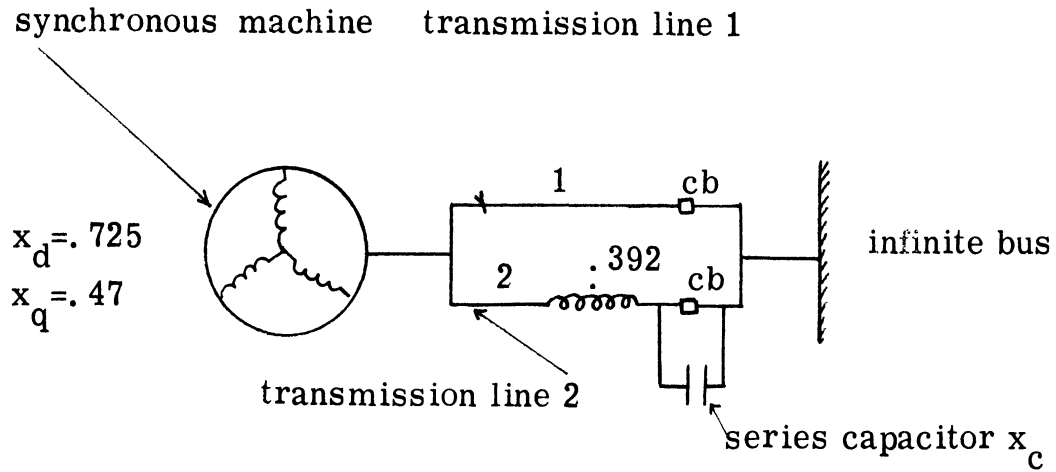 synchronous machine transmission line 1
1
cb
x_d=.725
.392
infinite bus
2
cb
x_q=.47
transmission line 2
series capacitor x_c